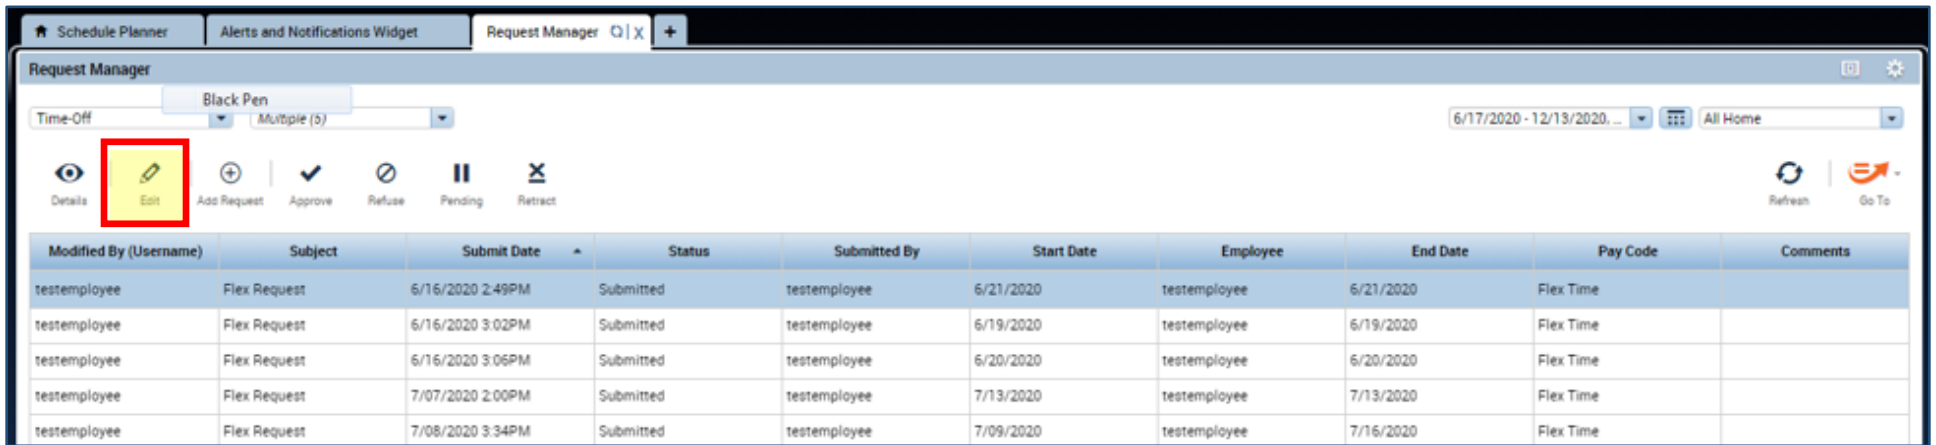 Schedule Planner Alerts and Notifications Widget Request Manager X +
Request Manager
Black Pen
Time-Off Multiple (5) 6/17/2020 - 12/13/2020, ... All Home
Details Edit Add Request Approve Refuse Pending Retract Refresh Go To
Modified By (Username) Subject Submit Date Status Submitted By Start Date Employee End Date Pay Code Comments
testemployee Flex Request 6/16/2020 2:49PM Submitted testemployee 6/21/2020 testemployee 6/21/2020 Flex Time
testemployee Flex Request 6/16/2020 3:02PM Submitted testemployee 6/19/2020 testemployee 6/19/2020 Flex Time
testemployee Flex Request 6/16/2020 3:06PM Submitted testemployee 6/20/2020 testemployee 6/20/2020 Flex Time
testemployee Flex Request 7/07/2020 2:00PM Submitted testemployee 7/13/2020 testemployee 7/13/2020 Flex Time
testemployee Flex Request 7/08/2020 3:34PM Submitted testemployee 7/09/2020 testemployee 7/16/2020 Flex Time